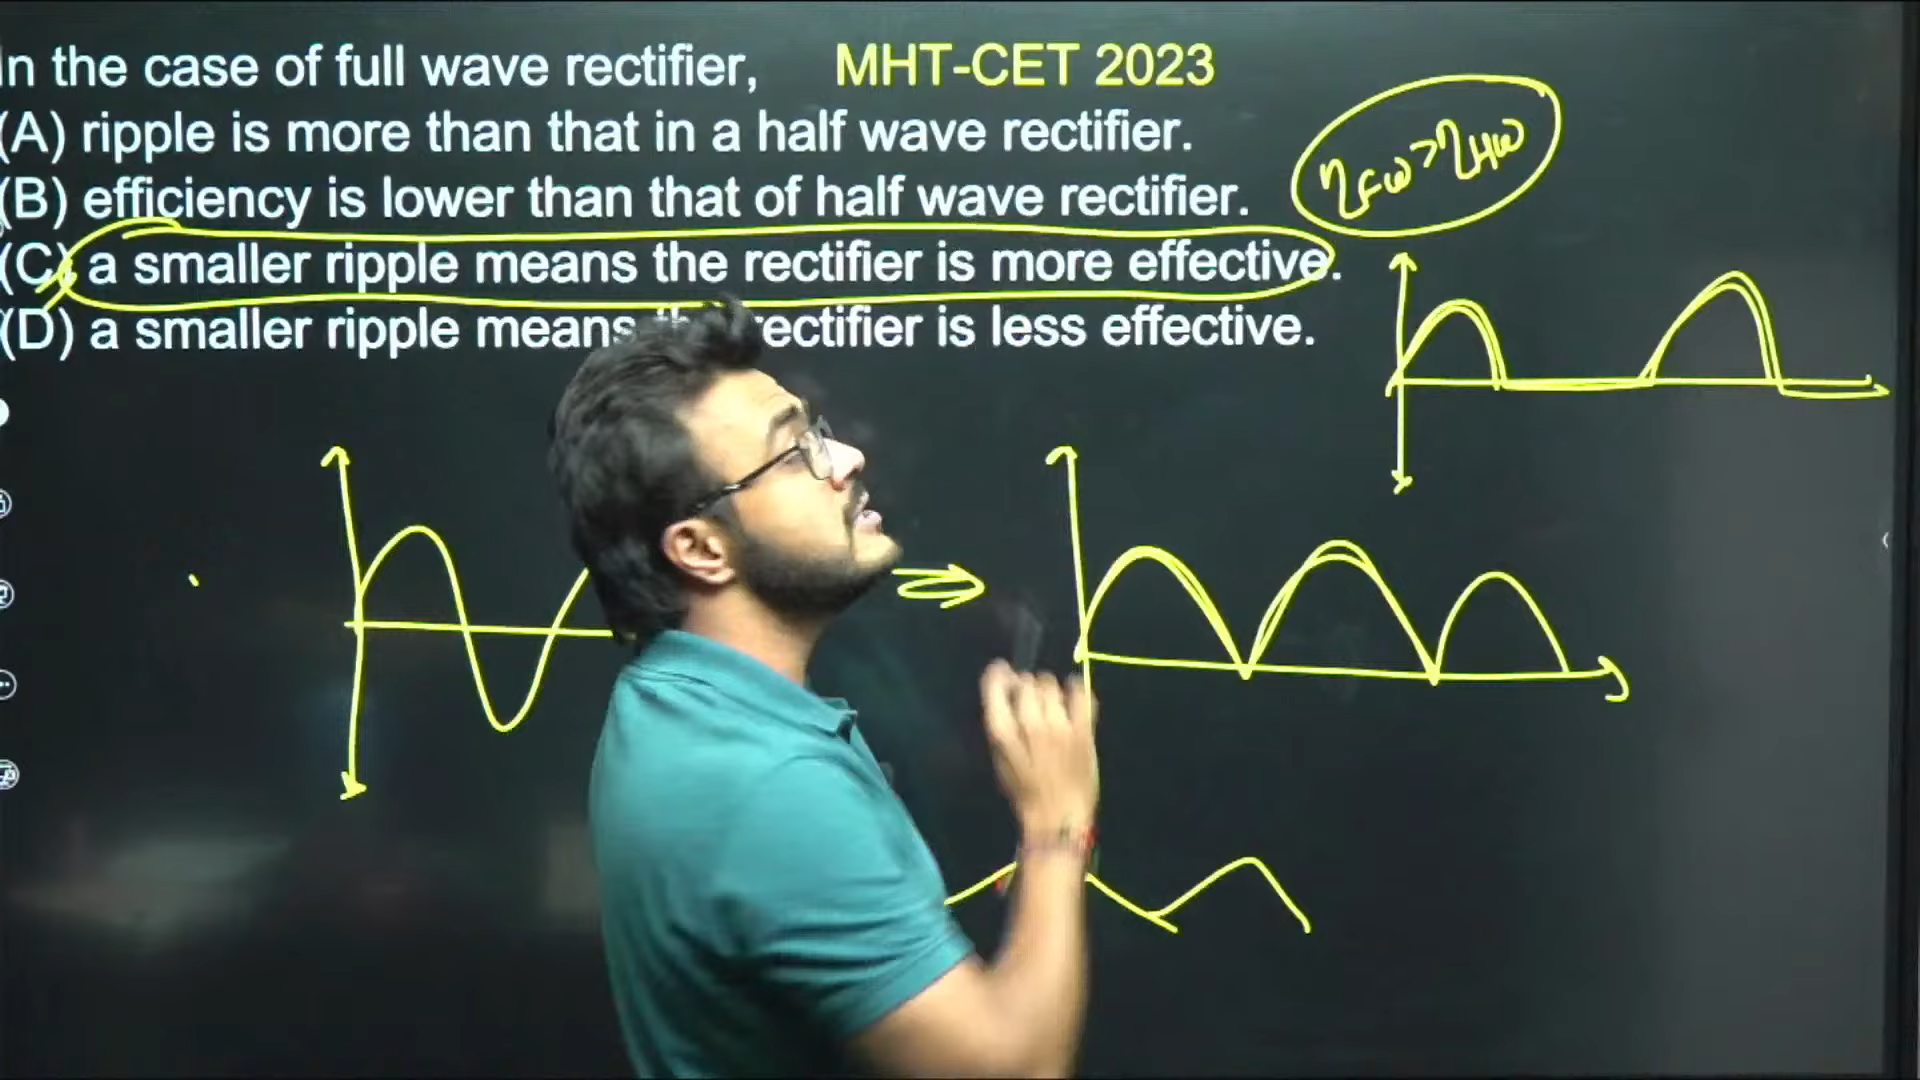 In the case of full wave rectifier, MHT-CET 2023
(A) ripple is more than that in a half wave rectifier.
(B) efficiency is lower than that of half wave rectifier.
(C) a smaller ripple means the rectifier is more effective.
(D) a smaller ripple means rectifier is less effective.
ηFW > ηHW